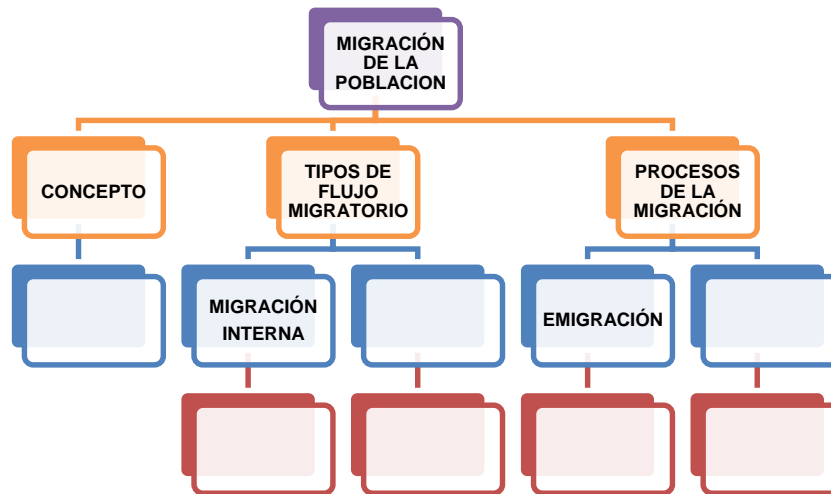 MIGRACIÓN
DE LA
POBLACION
CONCEPTO
TIPOS DE
FLUJO
MIGRATORIO
PROCESOS
DE LA
MIGRACIÓN
MIGRACIÓN
INTERNA
EMIGRACIÓN